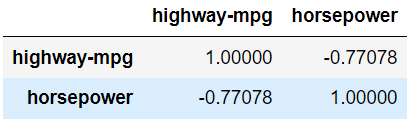 highway-mpg horsepower
highway-mpg 1.00000 -0.77078
horsepower -0.77078 1.00000